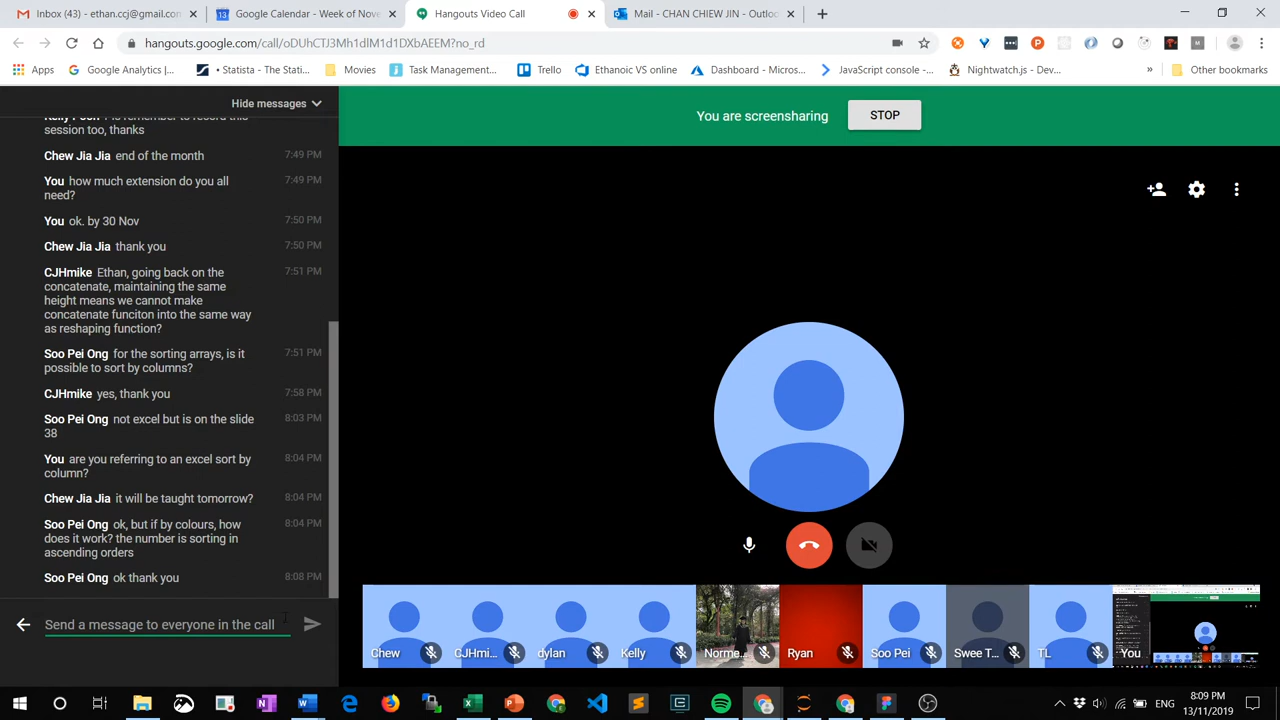 Inbox (43) - ethan.ccj@gmail.com
Google Calendar - Week of Nove
Hangouts Video Call
Mail - CHAN CHIEW JIN - Outloo
hangouts.google.com/call/oDUhCTJ3Mh1dlM1d1DXbAEEM?no_rd
Apps
Google Analytics |...
• Statista - The Stati...
Movies
Task Management...
Trello
Ethanoic VS online
Dashboard - Micros...
JavaScript console -...
Nightwatch.js - Dev...
»
Other bookmarks
Hide messages
session too, thanks
Chew Jia Jia end of the month 7:49 PM
You how much extension do you all 7:49 PM
need?
You ok. by 30 Nov 7:50 PM
Chew Jia Jia thank you 7:50 PM
CJHmike Ethan, going back on the 7:51 PM
concatenate, maintaining the same
height means we cannot make
concatenate funciton into the same way
as reshaping function?
Soo Pei Ong for the sorting arrays, is it 7:51 PM
possible to sort by columns?
CJHmike yes, thank you 7:58 PM
Soo Pei Ong not excel but is on the slide 8:03 PM
38
You are you referring to an excel sort by 8:04 PM
column?
Chew Jia Jia it will be taught tomorrow? 8:04 PM
Soo Pei Ong ok, but if by colours, how 8:04 PM
does it work? the number is sorting in
ascending orders
Soo Pei Ong ok thank you 8:08 PM
Send a message to everyone in the call
You are screensharing
STOP
Chew
CJHmi...
dylan
Kelly
Norme...
Ryan
Soo Pei
Swee T...
TL
You
ENG
8:09 PM
13/11/2019